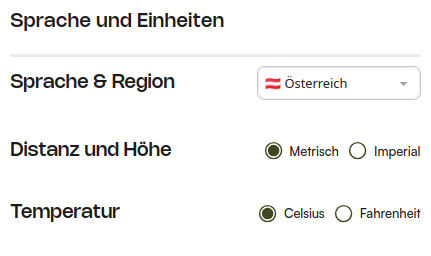 Sprache und Einheiten
Sprache & Region
Österreich
Distanz und Höhe
Metrisch Imperial
Temperatur
Celsius Fahrenheit